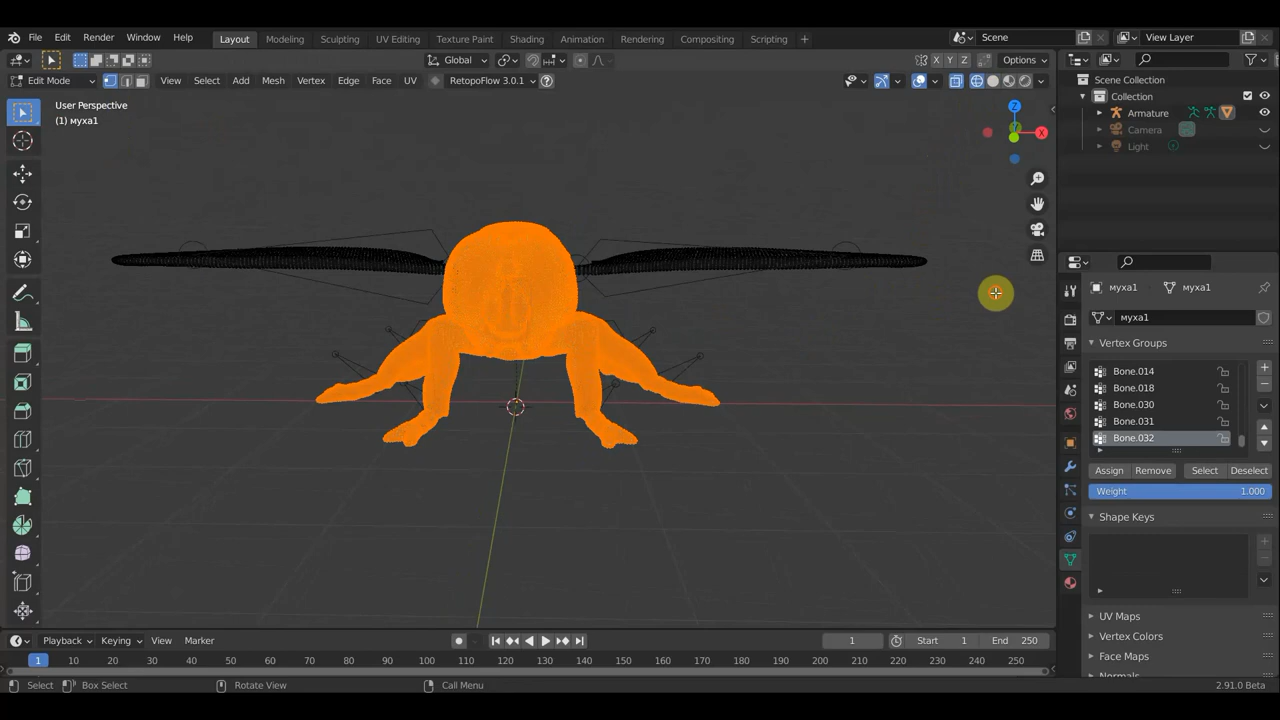 File Edit Render Window Help Layout Modeling Sculpting UV Editing Texture Paint Shading Animation Rendering Compositing Scripting Scene View Layer
Global Options
Edit Mode View Select Add Mesh Vertex Edge Face UV RetopoFlow 3.0.1
X Y Z
User Perspective
(1) муха1
Z
X
Y
Scene Collection
Collection
Armature
Camera
Light
муха1 муха1
муха1
Vertex Groups
Bone.014
Bone.018
Bone.030
Bone.031
Bone.032
Assign Remove Select Deselect
Weight 1.000
Shape Keys
UV Maps
Vertex Colors
Face Maps
Normals
Playback Keying View Marker 1 Start 1 End 250
1 10 20 30 40 50 60 70 80 90 100 110 120 130 140 150 160 170 180 190 200 210 220 230 240 250
Select Box Select Rotate View Call Menu 2.91.0 Beta